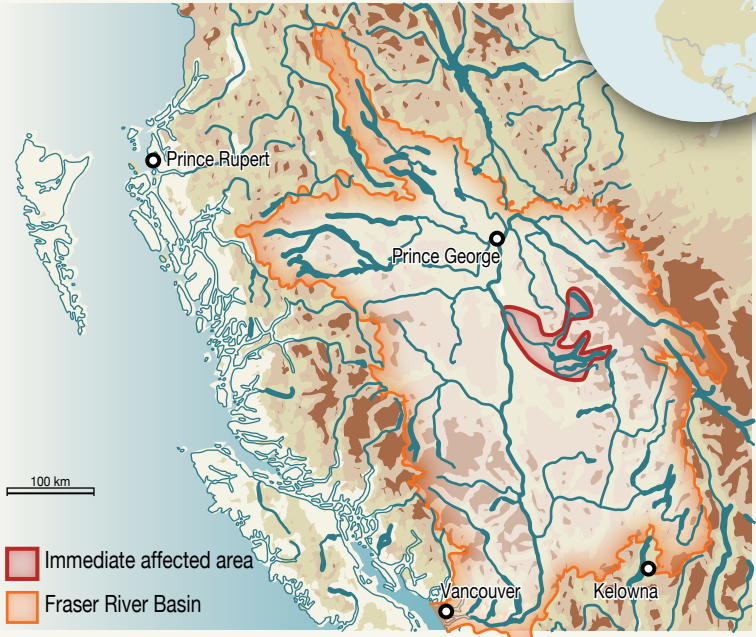 Prince Rupert
Prince George
100 km
Immediate affected area
Fraser River Basin
Vancouver
Kelowna